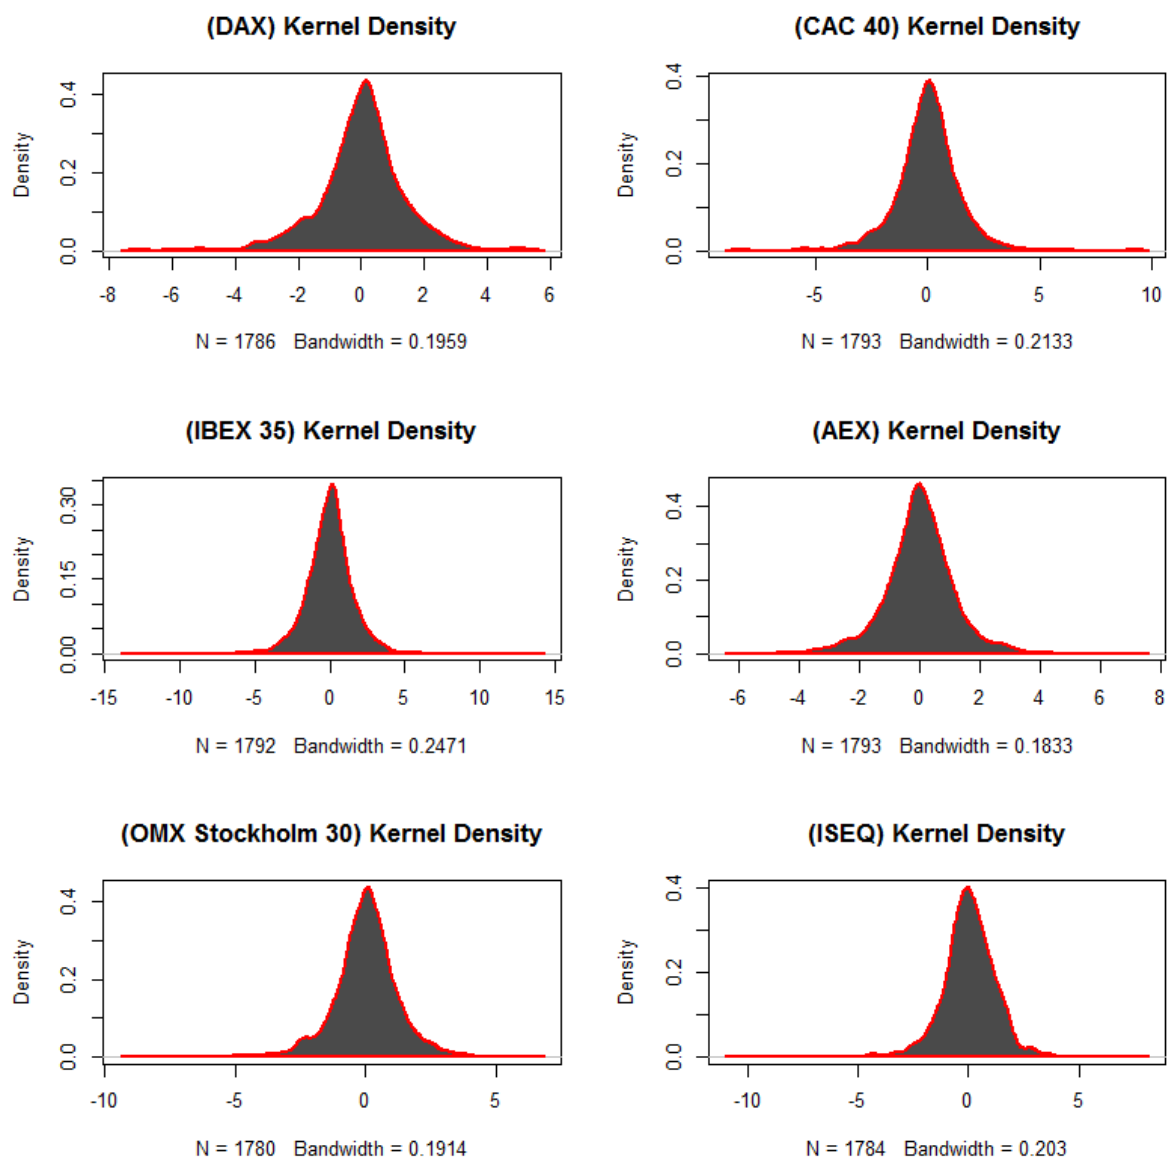 (DAX) Kernel Density
Density
0.0 0.2 0.4
-8 -6 -4 -2 0 2 4 6
N = 1786 Bandwidth = 0.1959
(CAC 40) Kernel Density
Density
0.0 0.2 0.4
-5 0 5 10
N = 1793 Bandwidth = 0.2133
(IBEX 35) Kernel Density
Density
0.00 0.15 0.30
-15 -10 -5 0 5 10 15
N = 1792 Bandwidth = 0.2471
(AEX) Kernel Density
Density
0.0 0.2 0.4
-6 -4 -2 0 2 4 6 8
N = 1793 Bandwidth = 0.1833
(OMX Stockholm 30) Kernel Density
Density
0.0 0.2 0.4
-10 -5 0 5
N = 1780 Bandwidth = 0.1914
(ISEQ) Kernel Density
Density
0.0 0.1 0.2 0.3 0.4
-10 -5 0 5
N = 1784 Bandwidth = 0.203